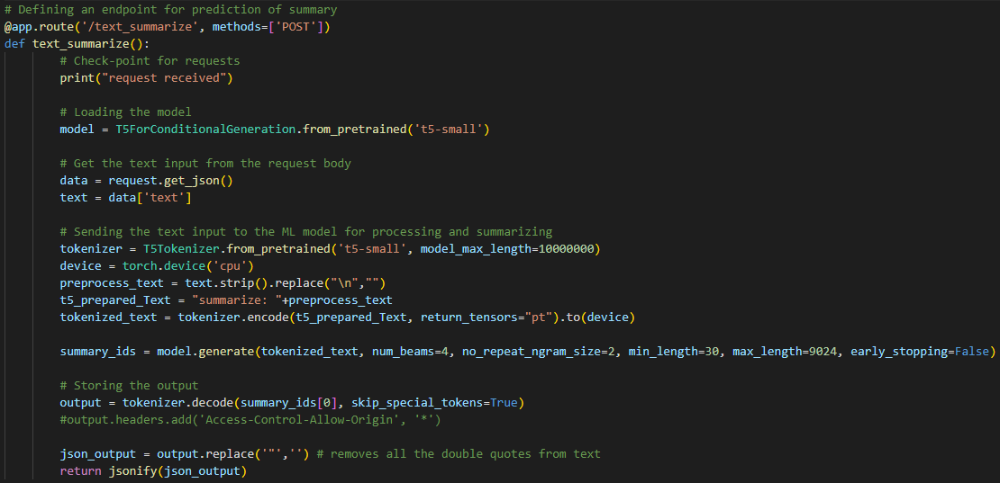 # Defining an endpoint for prediction of summary
@app.route('/text_summarize', methods=['POST'])
def text_summarize():
# Check-point for requests
print("request received")
# Loading the model
model = T5ForConditionalGeneration.from_pretrained('t5-small')
# Get the text input from the request body
data = request.get_json()
text = data['text']
# Sending the text input to the ML model for processing and summarizing
tokenizer = T5Tokenizer.from_pretrained('t5-small', model_max_length=10000000)
device = torch.device('cpu')
preprocess_text = text.strip().replace("\n","")
t5_prepared_Text = "summarize: "+preprocess_text
tokenized_text = tokenizer.encode(t5_prepared_Text, return_tensors="pt").to(device)
summary_ids = model.generate(tokenized_text, num_beams=4, no_repeat_ngram_size=2, min_length=30, max_length=9024, early_stopping=False)
# Storing the output
output = tokenizer.decode(summary_ids[0], skip_special_tokens=True)
#output.headers.add('Access-Control-Allow-Origin', '*')
json_output = output.replace('"','') # removes all the double quotes from text
return jsonify(json_output)